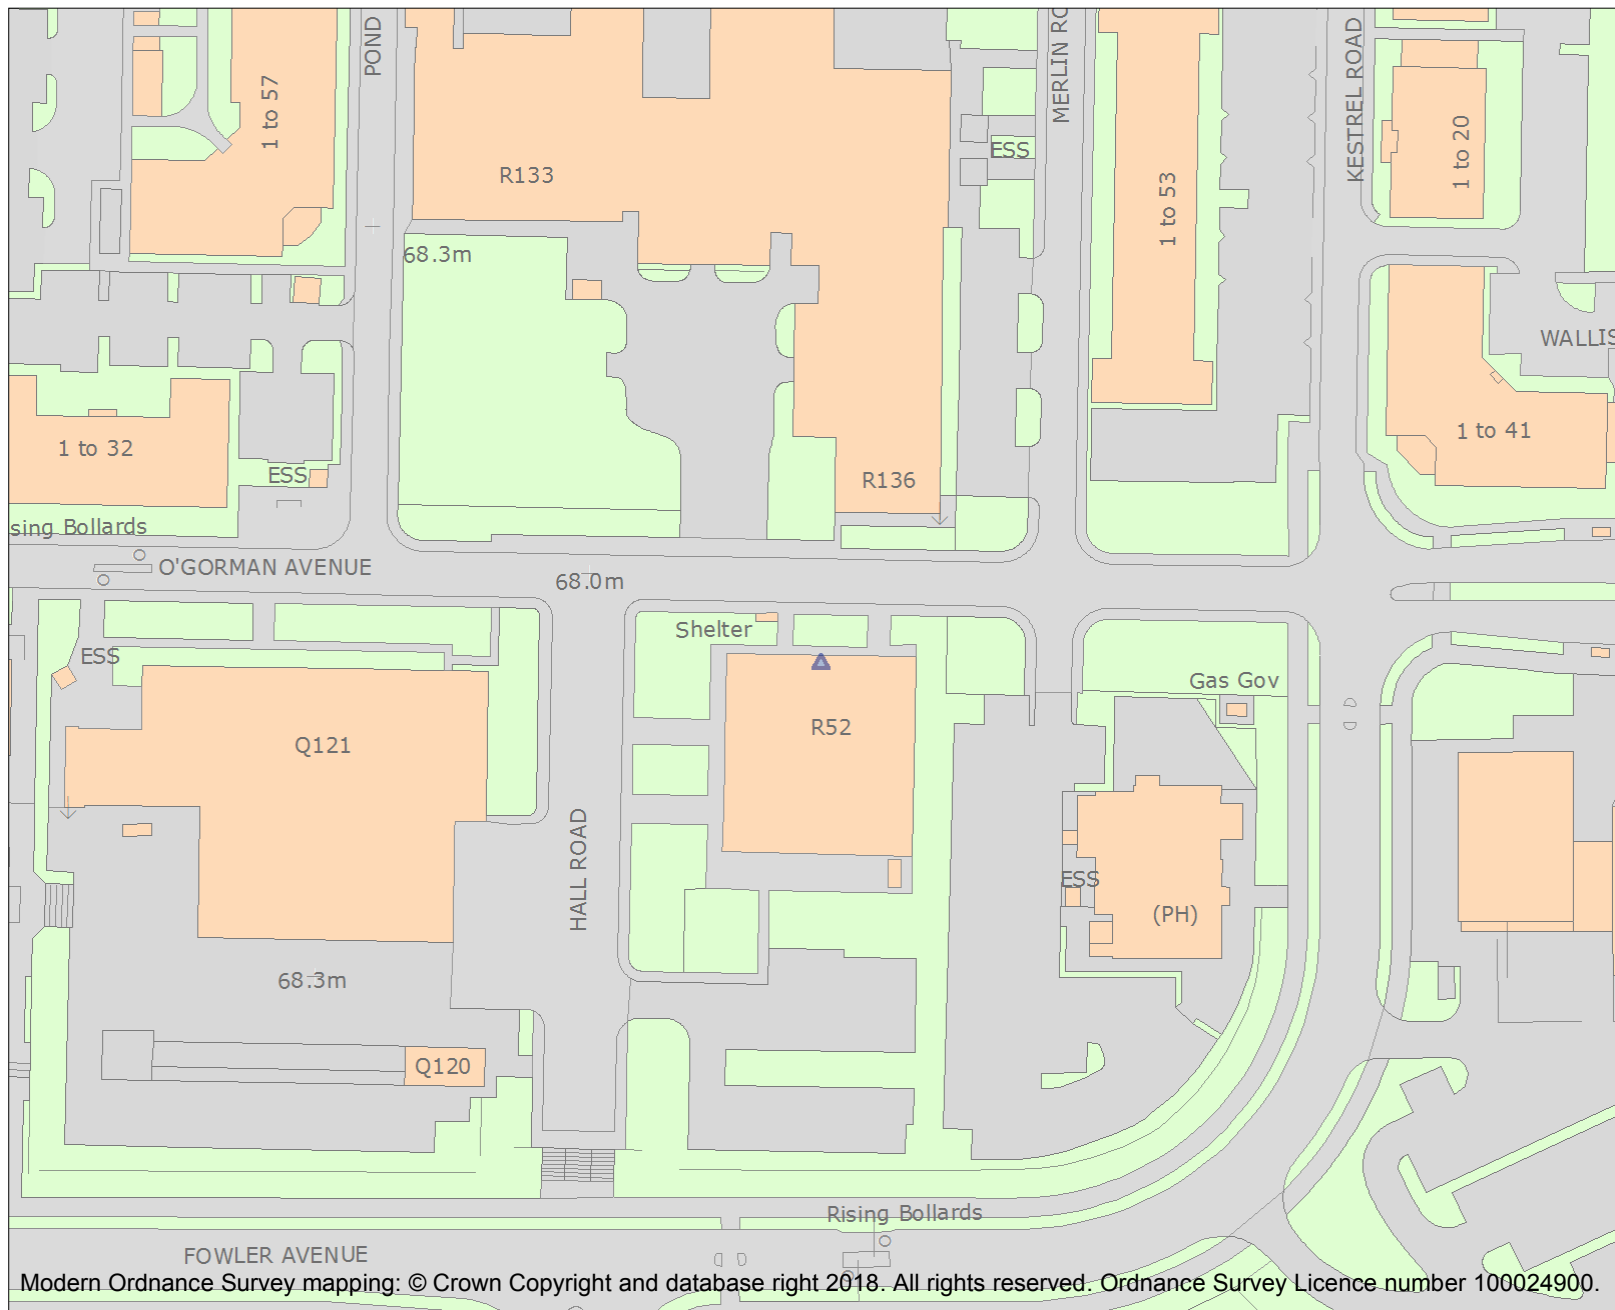 POND
MERLIN RO
KESTREL ROAD
1 to 57
1 to 20
ESS
R133
1 to 53
68.3m
WALLIS
1 to 41
1 to 32
ESS
R136
sing Bollards
O'GORMAN AVENUE
68.0m
Shelter
ESS
Gas Gov
R52
Q121
HALL ROAD
ESS
(PH)
68.3m
Q120
Rising Bollards
FOWLER AVENUE
Modern Ordnance Survey mapping: © Crown Copyright and database right 2018. All rights reserved. Ordnance Survey Licence number 100024900.